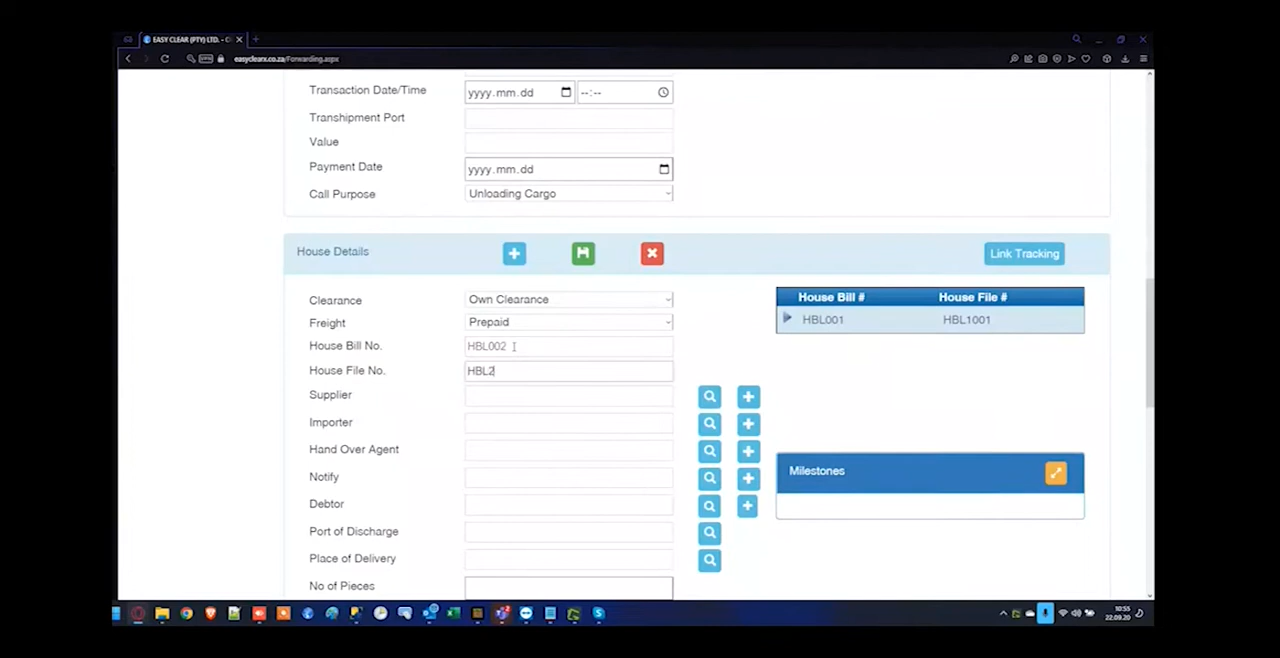 EASY CLEAR (PTY) LTD. - C
easyclearx.co.za/Forwarding.aspx
Transaction Date/Time yyyy.mm.dd --:--
Transhipment Port
Value
Payment Date yyyy.mm.dd
Call Purpose Unloading Cargo
House Details Link Tracking
Clearance Own Clearance
House Bill # House File #
Freight Prepaid
HBL001 HBL1001
House Bill No. HBL002
House File No. HBL2
Supplier
Importer
Hand Over Agent
Notify
Milestones
Debtor
Port of Discharge
Place of Delivery
No of Pieces
10:55
22.09.20